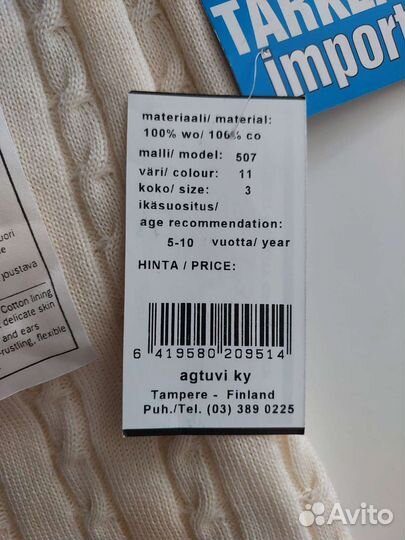 TÄRKE
import
materiaali/ material:
100% wo/ 100% co
malli/ model: 507
väri/ colour: 11
koko/ size: 3
ikäsuositus/
age recommendation:
5-10 vuotta/ year
HINTA / PRICE:
6 419580 209514
agtuvi ky
Tampere - Finland
Puh./Tel. (03) 389 0225
uori
joustava
Cotton lining
delicate skin
and ears
-rustling, flexible
Avito